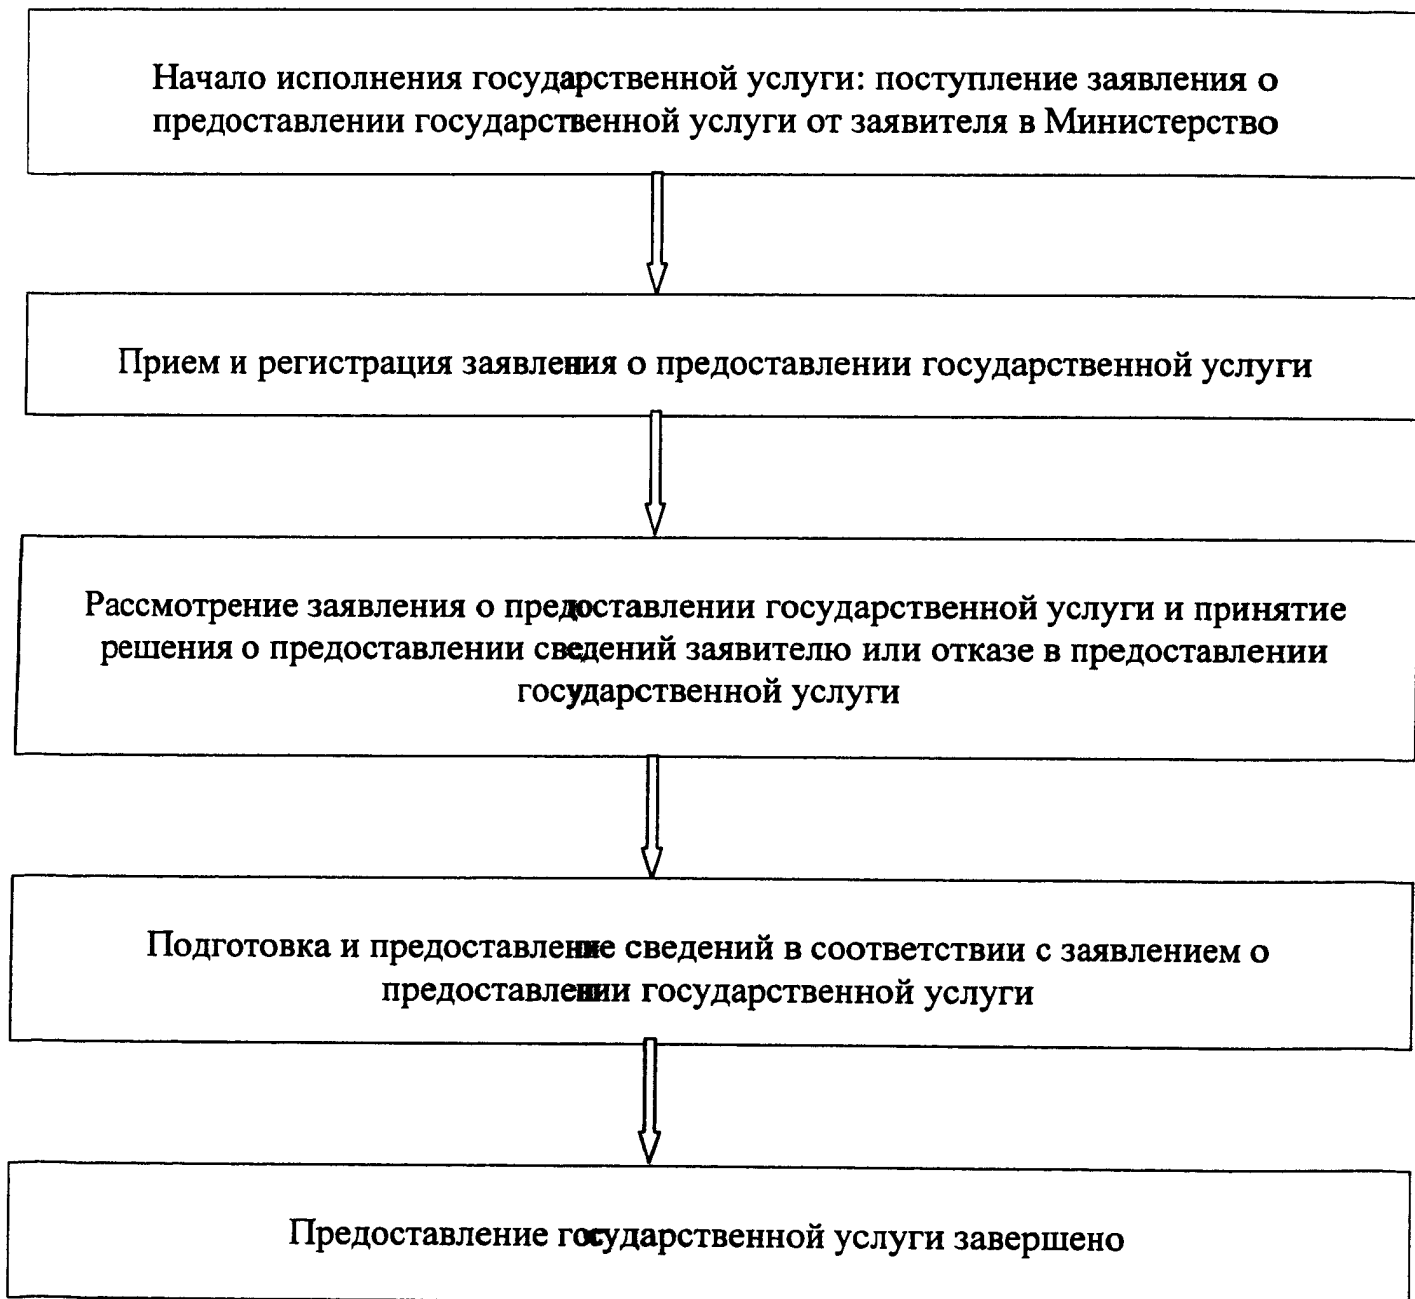 Начало исполнения государственной услуги: поступление заявления о
предоставлении государственной услуги от заявителя в Министерство
Прием и регистрация заявления о предоставлении государственной услуги
Рассмотрение заявления о предоставлении государственной услуги и принятие
решения о предоставлении сведений заявителю или отказе в предоставлении
государственной услуги
Подготовка и предоставление сведений в соответствии с заявлением о
предоставлении государственной услуги
Предоставление государственной услуги завершено